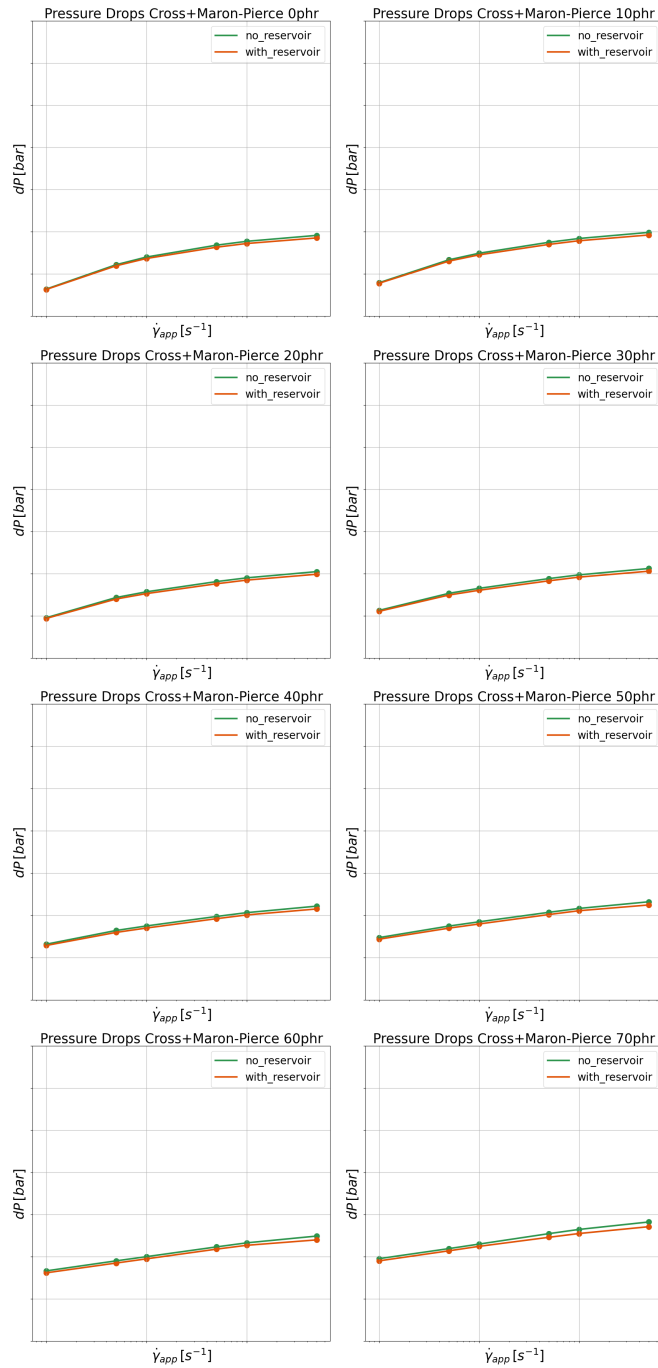 Pressure Drops Cross+Maron-Pierce 0phr
no_reservoir
with_reservoir
dP [bar]
γ̇app [s⁻¹]
Pressure Drops Cross+Maron-Pierce 10phr
no_reservoir
with_reservoir
dP [bar]
γ̇app [s⁻¹]
Pressure Drops Cross+Maron-Pierce 20phr
no_reservoir
with_reservoir
dP [bar]
γ̇app [s⁻¹]
Pressure Drops Cross+Maron-Pierce 30phr
no_reservoir
with_reservoir
dP [bar]
γ̇app [s⁻¹]
Pressure Drops Cross+Maron-Pierce 40phr
no_reservoir
with_reservoir
dP [bar]
γ̇app [s⁻¹]
Pressure Drops Cross+Maron-Pierce 50phr
no_reservoir
with_reservoir
dP [bar]
γ̇app [s⁻¹]
Pressure Drops Cross+Maron-Pierce 60phr
no_reservoir
with_reservoir
dP [bar]
γ̇app [s⁻¹]
Pressure Drops Cross+Maron-Pierce 70phr
no_reservoir
with_reservoir
dP [bar]
γ̇app [s⁻¹]